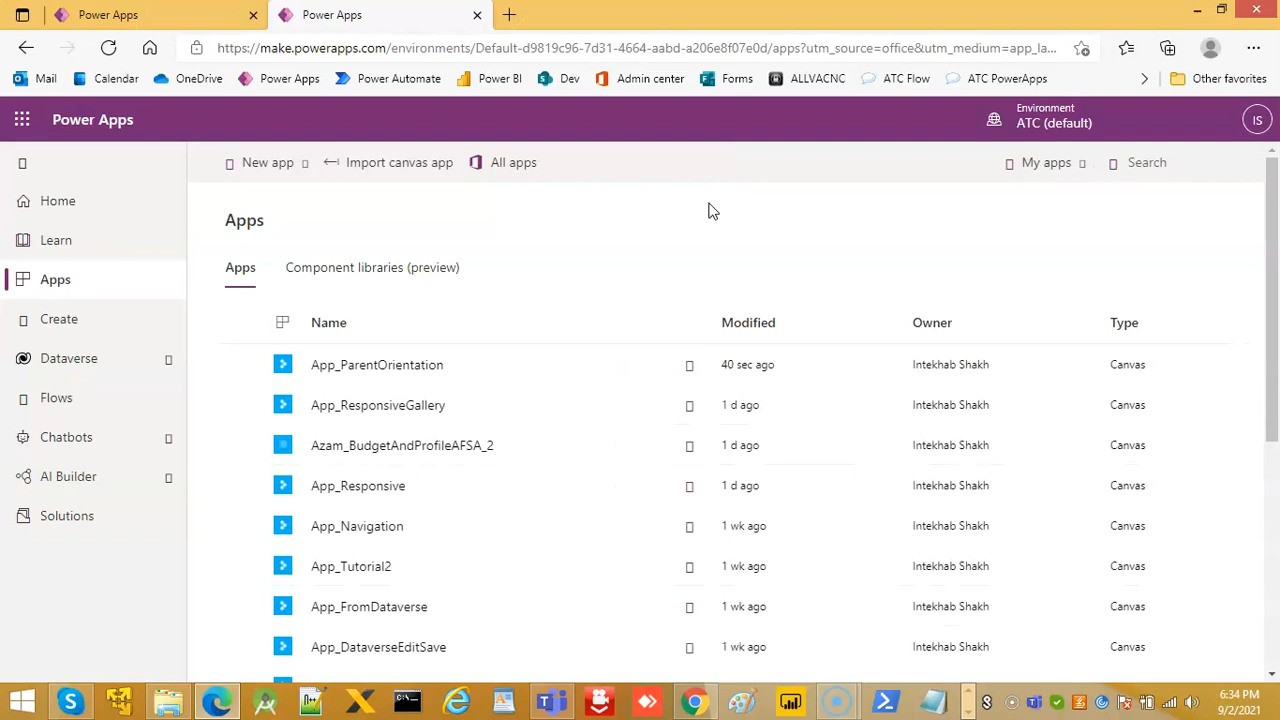 Power Apps
Power Apps
https://make.powerapps.com/environments/Default-d9819c96-7d31-4664-aabd-a206e8f07e0d/apps?utm_source=office&utm_medium=app_la...
Mail Calendar OneDrive Power Apps Power Automate Power BI Dev Admin center Forms ALLVACNC ATC Flow ATC PowerApps Other favorites
Power Apps
Environment
ATC (default)
IS
New app Import canvas app All apps My apps Search
Home
Learn
Apps
Create
Dataverse
Flows
Chatbots
AI Builder
Solutions
Apps
Apps Component libraries (preview)
Name Modified Owner Type
App_ParentOrientation 40 sec ago Intekhab Shakh Canvas
App_ResponsiveGallery 1 d ago Intekhab Shakh Canvas
Azam_BudgetAndProfileAFSA_2 1 d ago Intekhab Shakh Canvas
App_Responsive 1 d ago Intekhab Shakh Canvas
App_Navigation 1 wk ago Intekhab Shakh Canvas
App_Tutorial2 1 wk ago Intekhab Shakh Canvas
App_FromDataverse 1 wk ago Intekhab Shakh Canvas
App_DataverseEditSave 1 wk ago Intekhab Shakh Canvas
6:34 PM
9/2/2021